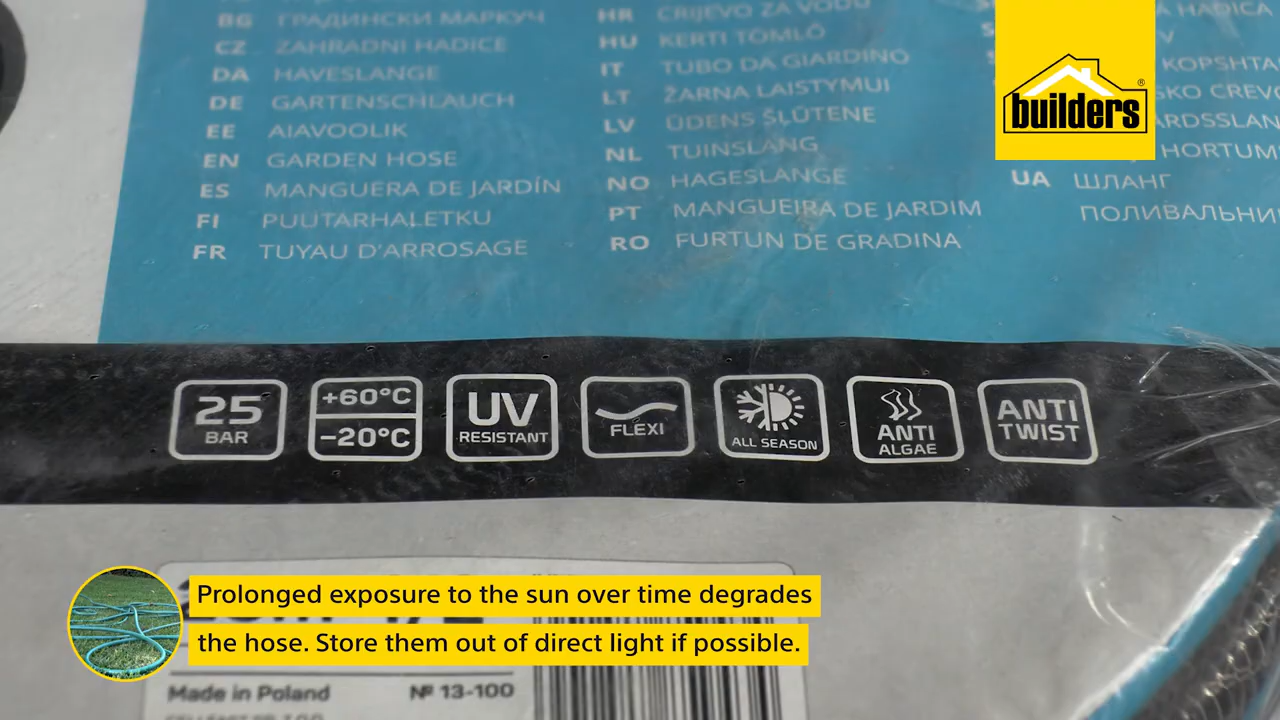 BG ГРАДИНСКИ МАРКУЧ
CZ ZAHRADNI HADICE
DA HAVESLANGE
DE GARTENSCHLAUCH
EE AIAVOOLIK
EN GARDEN HOSE
ES MANGUERA DE JARDÍN
FI PUUTARHALETKU
FR TUYAU D'ARROSAGE
HR CRIJEVO ZA VODU
HU KERTI TÖMLŐ
IT TUBO DA GIARDINO
LT ŽARNA LAISTYMUI
LV ŪDENS ŠĻŪTENE
NL TUINSLANG
NO HAGESLANGE
PT MANGUEIRA DE JARDIM
RO FURTUN DE GRADINA
HADICA
UA ШЛАНГ
builders®
25 BAR
+60°C
−20°C
UV RESISTANT
FLEXI
ALL SEASON
ANTI ALGAE
ANTI TWIST
Prolonged exposure to the sun over time degrades
the hose. Store them out of direct light if possible.
Made in Poland № 13-100